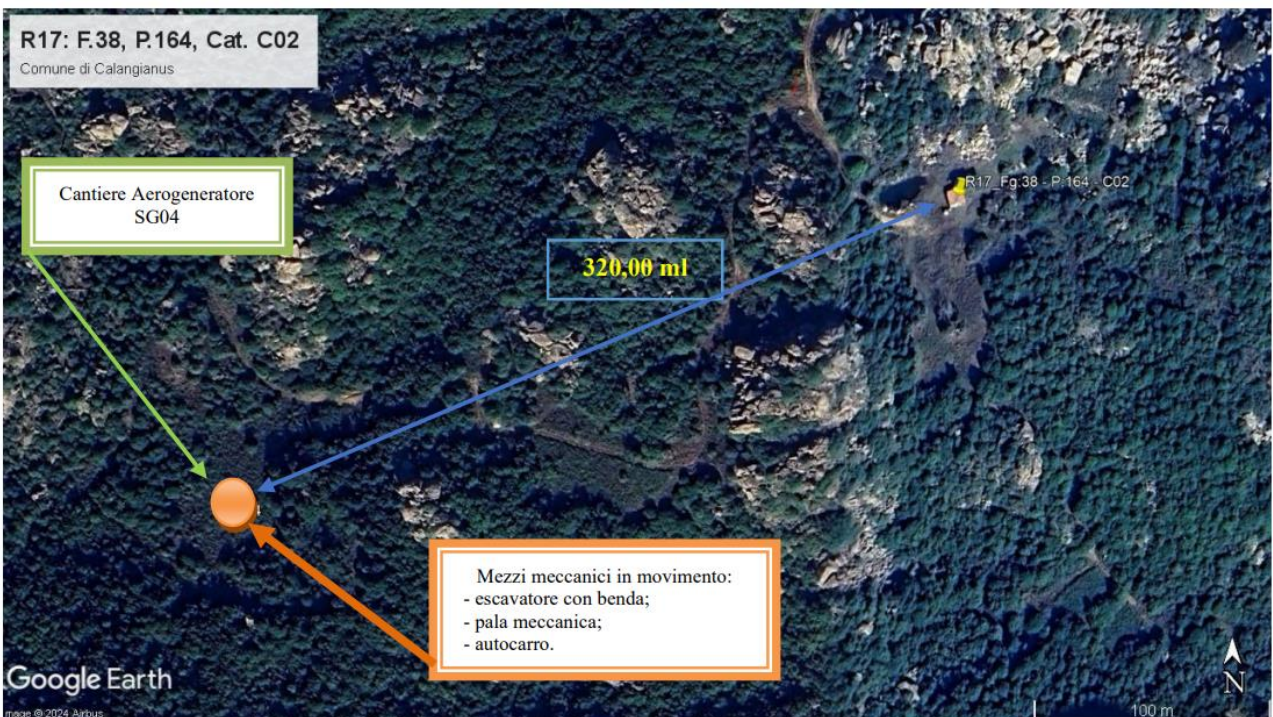 R17: F.38, P.164, Cat. C02
Comune di Calangianus
Cantiere Aerogeneratore
SG04
R17_Fg.38 - P.164 - C02
320,00 ml
Mezzi meccanici in movimento:
- escavatore con benda;
- pala meccanica;
- autocarro.
Google Earth
N
Image © 2024 Airbus
100 m